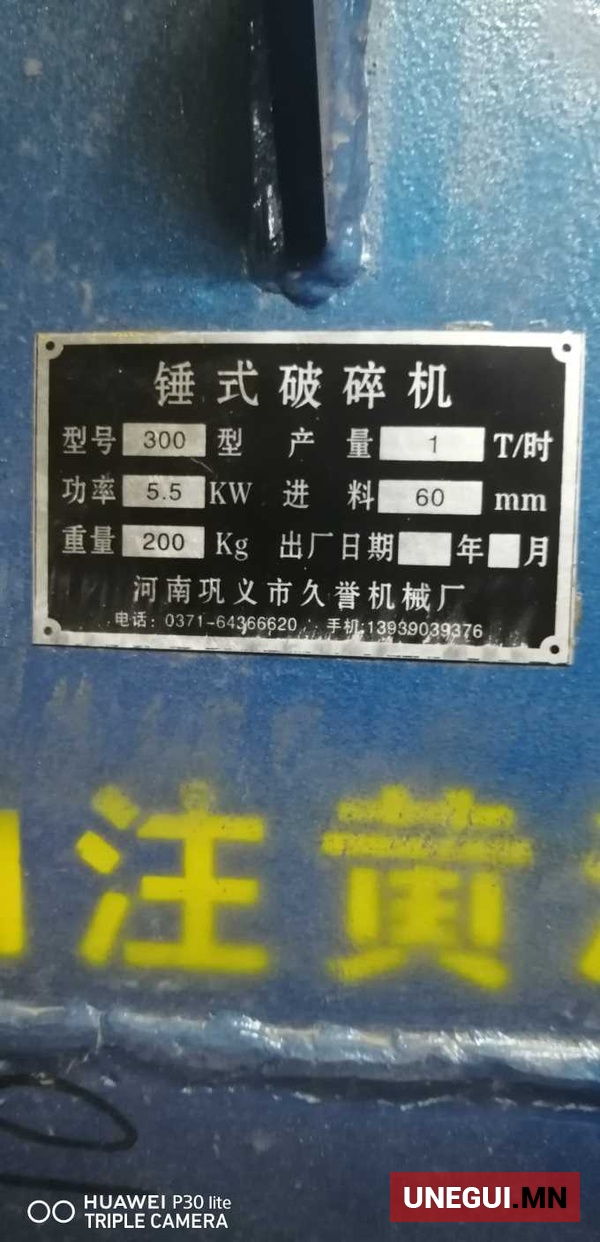 锤式破碎机
型号 300 型 产量 1 T/时
功率 5.5 KW 进料 60 mm
重量 200 Kg 出厂日期 年 月
河南巩义市久誉机械厂
电话：0371-64366620 手机:13939039376
注黄
HUAWEI P30 lite
TRIPLE CAMERA
UNEGUI.MN